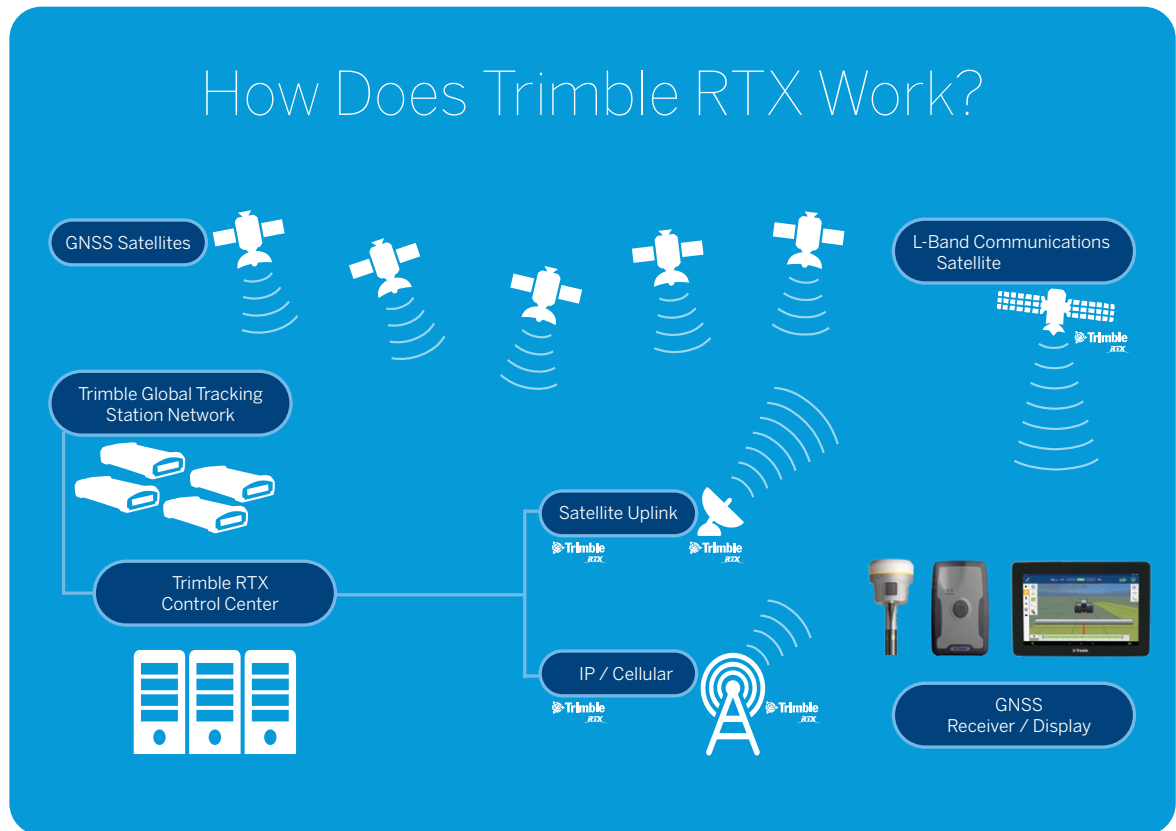 How Does Trimble RTX Work?
GNSS Satellites
L-Band Communications
Satellite
Trimble
RTX
Trimble Global Tracking
Station Network
Satellite Uplink
Trimble
RTX
Trimble
RTX
Trimble RTX
Control Center
IP / Cellular
Trimble
RTX
Trimble
RTX
Trimble
GNSS
Receiver / Display